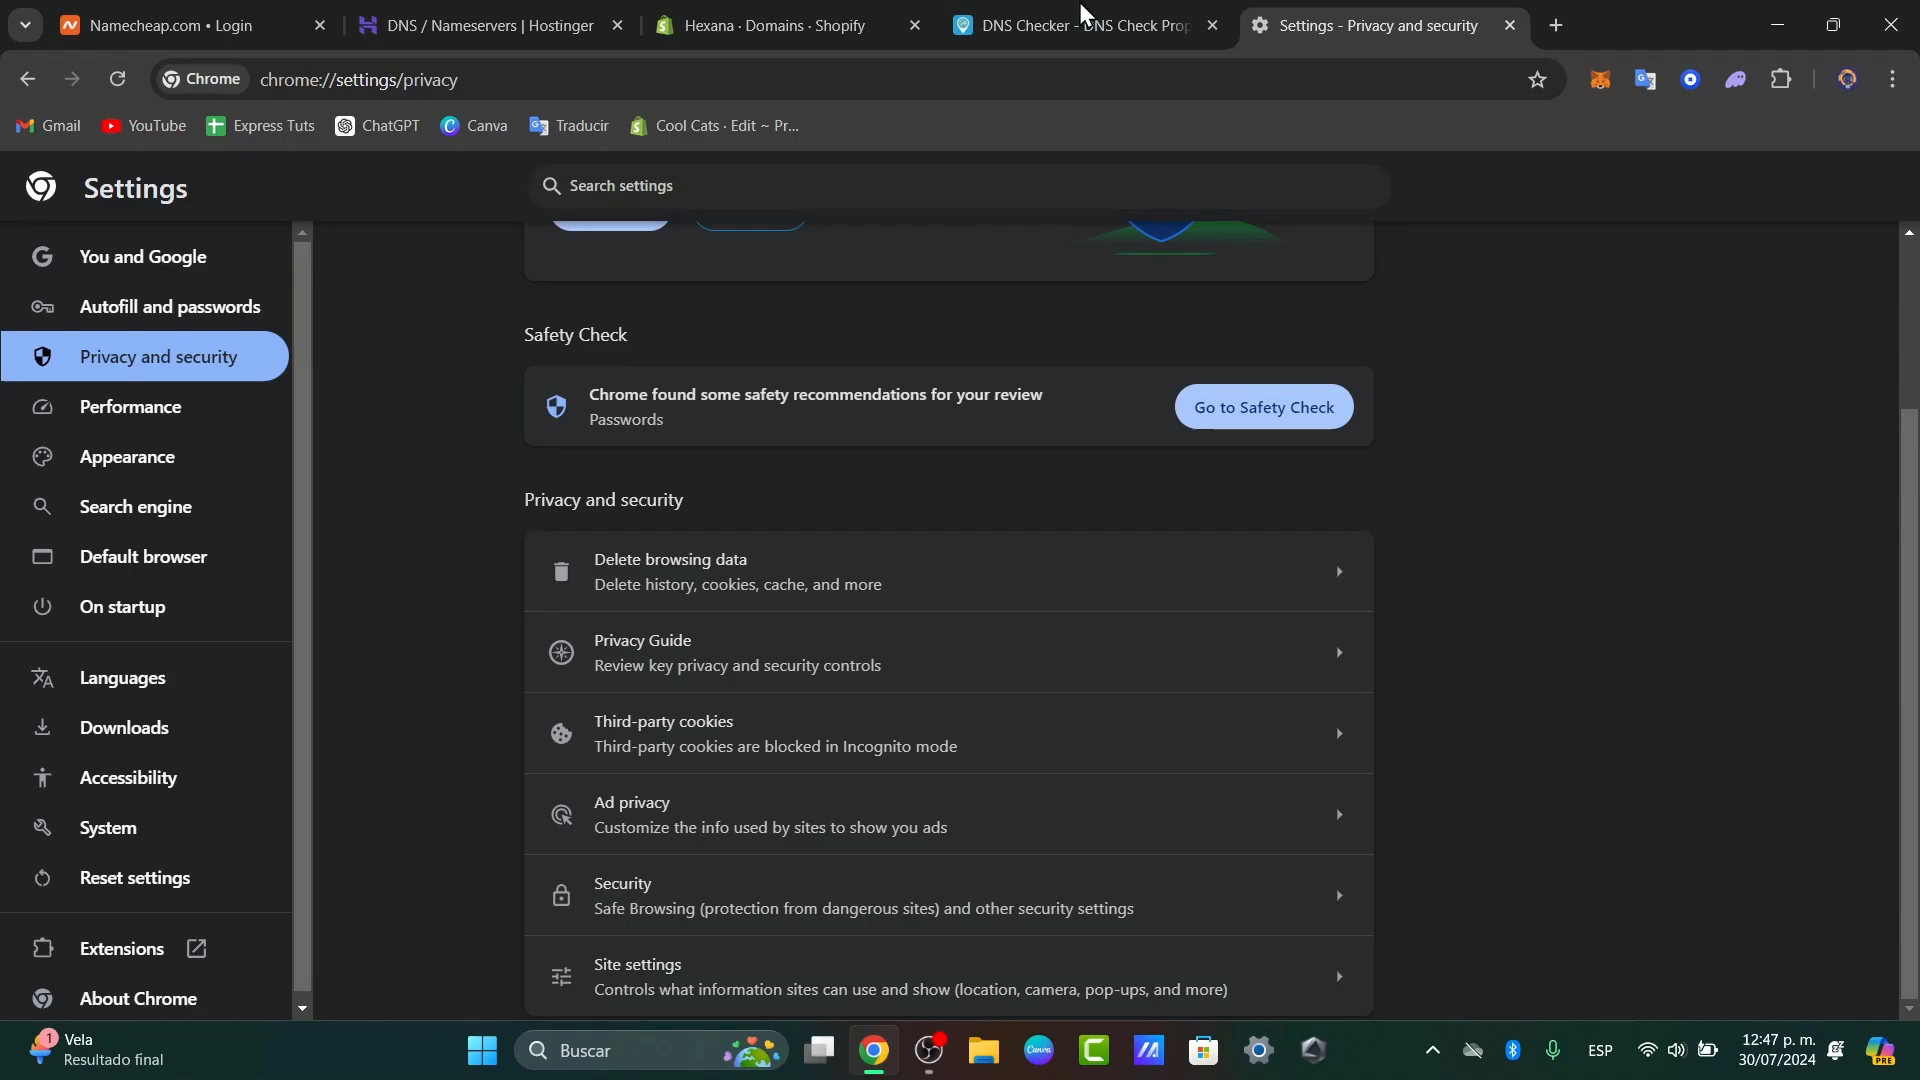 Namecheap.com • Login
DNS / Nameservers | Hostinger
Hexana · Domains · Shopify
DNS Checker - DNS Check Prop
Settings - Privacy and security
Chrome
chrome://settings/privacy
Gmail
YouTube
Express Tuts
ChatGPT
Canva
Traducir
Cool Cats · Edit ~ Pr...
Settings
Search settings
You and Google
Autofill and passwords
Privacy and security
Performance
Appearance
Search engine
Default browser
On startup
Languages
Downloads
Accessibility
System
Reset settings
Extensions
About Chrome
Safety Check
Chrome found some safety recommendations for your review
Passwords
Go to Safety Check
Privacy and security
Delete browsing data
Delete history, cookies, cache, and more
Privacy Guide
Review key privacy and security controls
Third-party cookies
Third-party cookies are blocked in Incognito mode
Ad privacy
Customize the info used by sites to show you ads
Security
Safe Browsing (protection from dangerous sites) and other security settings
Site settings
Controls what information sites can use and show (location, camera, pop-ups, and more)
1
Vela
Resultado final
Buscar
Canva
ESP
12:47 p. m.
30/07/2024
PRE